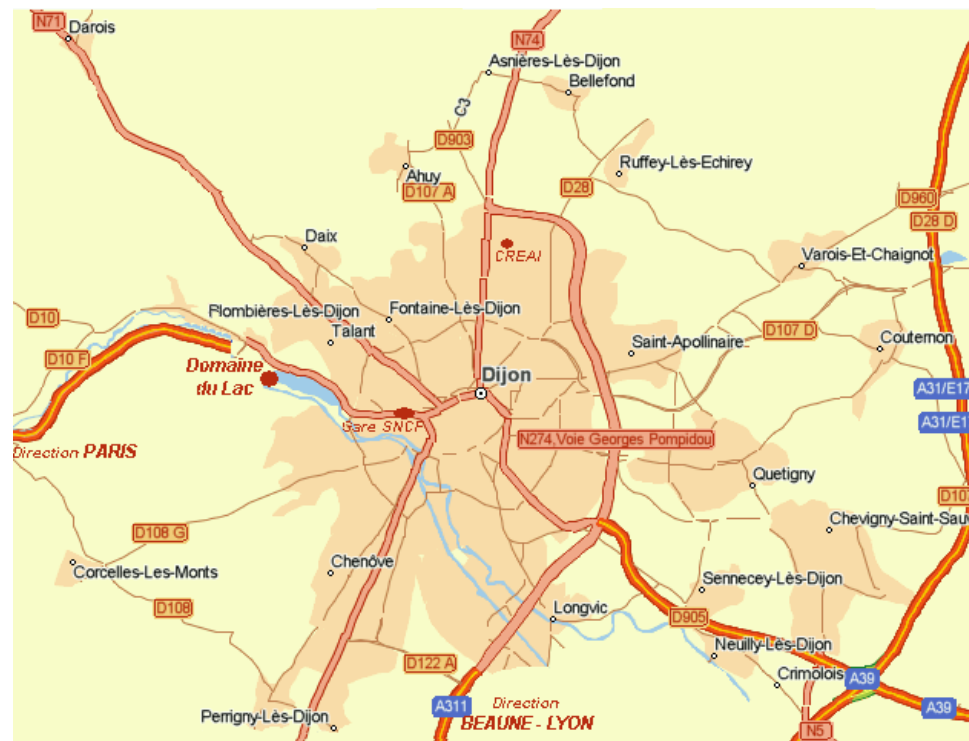 N71
Darois
N74
Asnières-Lès-Dijon
Bellefond
C3
D903
Ahuy
D107 A
Ruffey-Lès-Echirey
D28
D960
D28 D
Daix
CREAI
Varois-Et-Chaignot
Plombières-Lès-Dijon
Fontaine-Lès-Dijon
D10
Talant
D107 D
Saint-Apollinaire
Couternon
D10 F
Domaine
du Lac
Dijon
A31/E17
A31/E1
Gare SNCF
N274,Voie Georges Pompidou
Direction PARIS
Quetigny
D10
D108 G
Chevigny-Saint-Sauv
Corcelles-Les-Monts
Chenôve
Sennecey-Lès-Dijon
D108
Longvic
D905
Neuilly-Lès-Dijon
D122 A
Crimolois
A39
A311
Direction
BEAUNE - LYON
A39
Perrigny-Lès-Dijon
N5